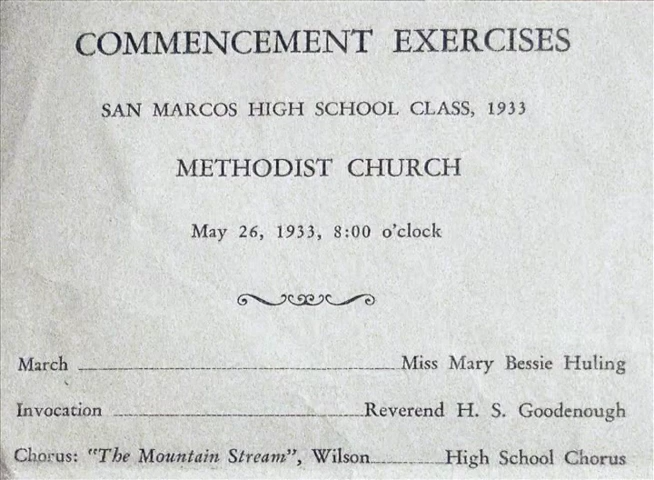 COMMENCEMENT EXERCISES
SAN MARCOS HIGH SCHOOL CLASS, 1933
METHODIST CHURCH
May 26, 1933, 8:00 o'clock
March Miss Mary Bessie Huling
Invocation Reverend H. S. Goodenough
Chorus: "The Mountain Stream", Wilson High School Chorus